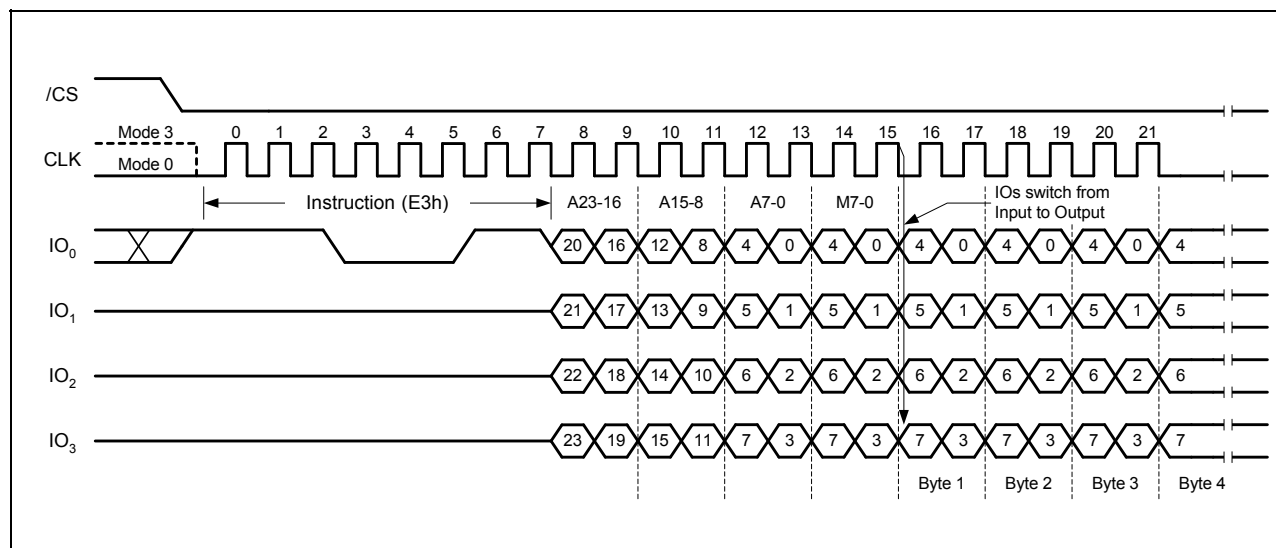 /CS
Mode 3
0 1 2 3 4 5 6 7 8 9 10 11 12 13 14 15 16 17 18 19 20 21
CLK
Mode 0
Instruction (E3h)
A23-16 A15-8 A7-0 M7-0
IOs switch from
Input to Output
IO0 20 16 12 8 4 0 4 0 4 0 4 0 4 0 4
IO1 21 17 13 9 5 1 5 1 5 1 5 1 5 1 5
IO2 22 18 14 10 6 2 6 2 6 2 6 2 6 2 6
IO3 23 19 15 11 7 3 7 3 7 3 7 3 7 3 7
Byte 1 Byte 2 Byte 3 Byte 4